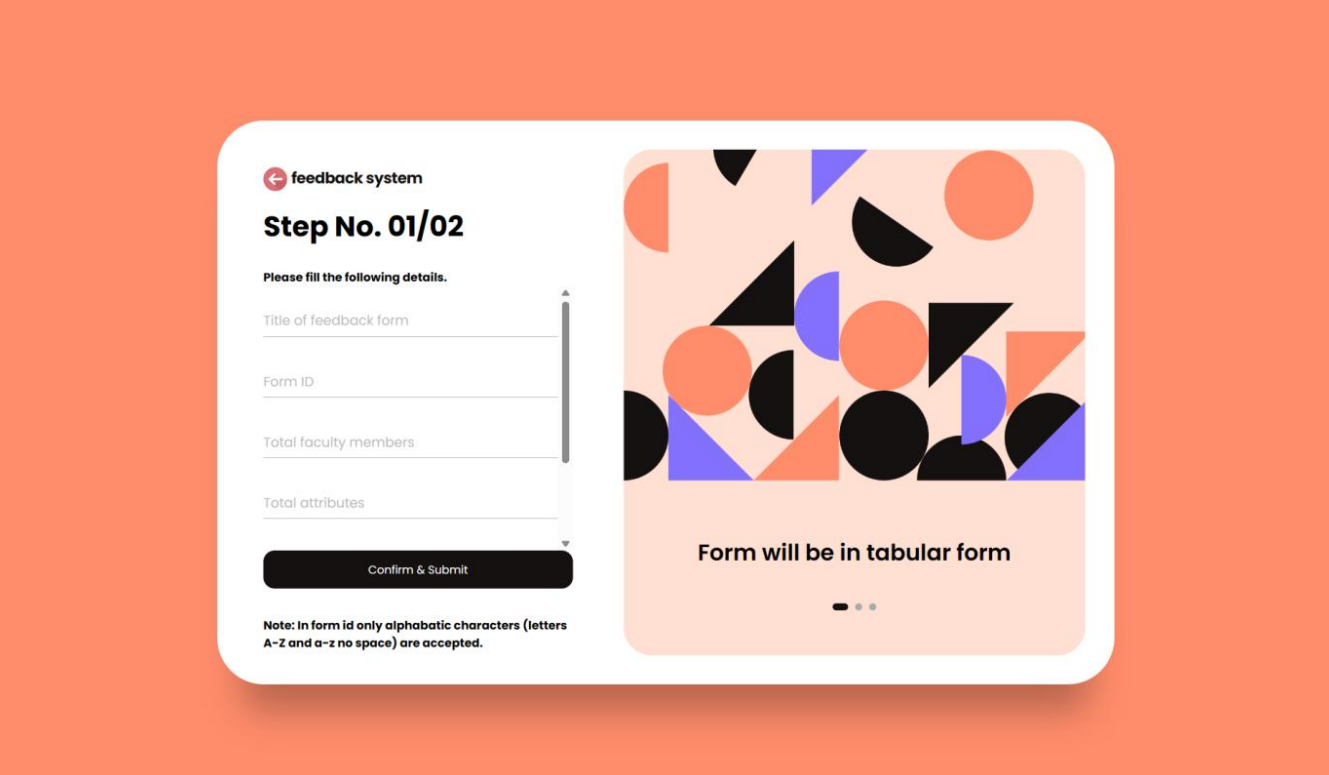 feedback system
Step No. 01/02
Please fill the following details.
Title of feedback form
Form ID
Total faculty members
Total attributes
Confirm & Submit
Note: In form id only alphabatic characters (letters
A-Z and a-z no space) are accepted.
Form will be in tabular form